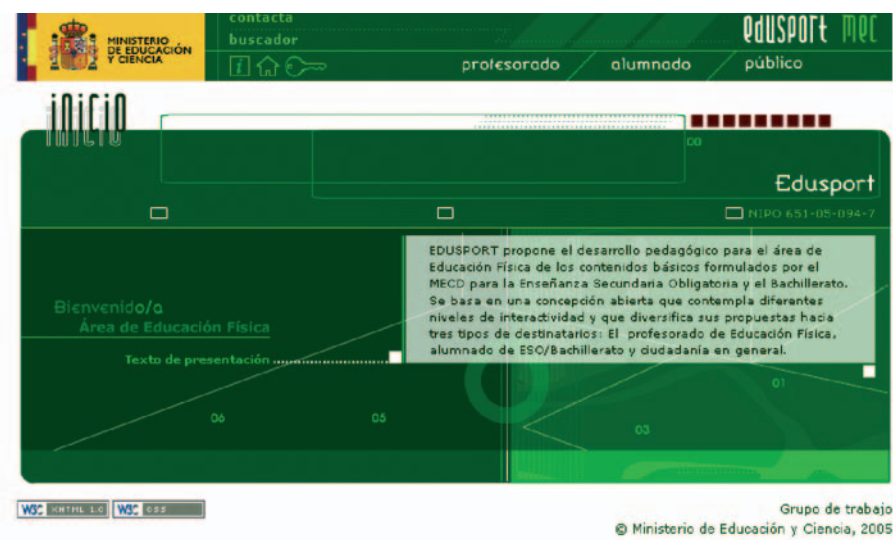 contacta
buscador
MINISTERIO
DE EDUCACIÓN
Y CIENCIA
edusport mec
profesorado / alumnado / público
inicio
00
Edusport
NIPO 651-05-094-7
EDUSPORT propone el desarrollo pedagógico para el área de
Educación Física de los contenidos básicos formulados por el
MECD para la Enseñanza Secundaria Obligatoria y el Bachillerato.
Se basa en una concepción abierta que contempla diferentes
niveles de interactividad y que diversifica sus propuestas hacia
tres tipos de destinatarios: El profesorado de Educación Física,
alumnado de ESO/Bachillerato y ciudadanía en general.
Bienvenido/a
Área de Educación Física
Texto de presentación
01
06
05
03
W3C XHTML 1.0
W3C CSS
Grupo de trabajo
© Ministerio de Educación y Ciencia, 2005